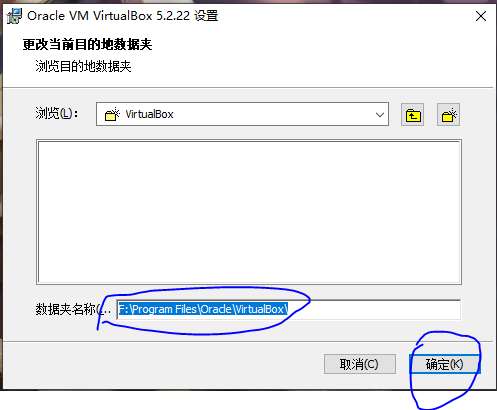 Oracle VM VirtualBox 5.2.22 设置
更改当前目的地数据夹
浏览目的地数据夹
浏览(L)：
VirtualBox
数据夹名称(...
F:\Program Files\Oracle\VirtualBox\
取消(C)
确定(K)